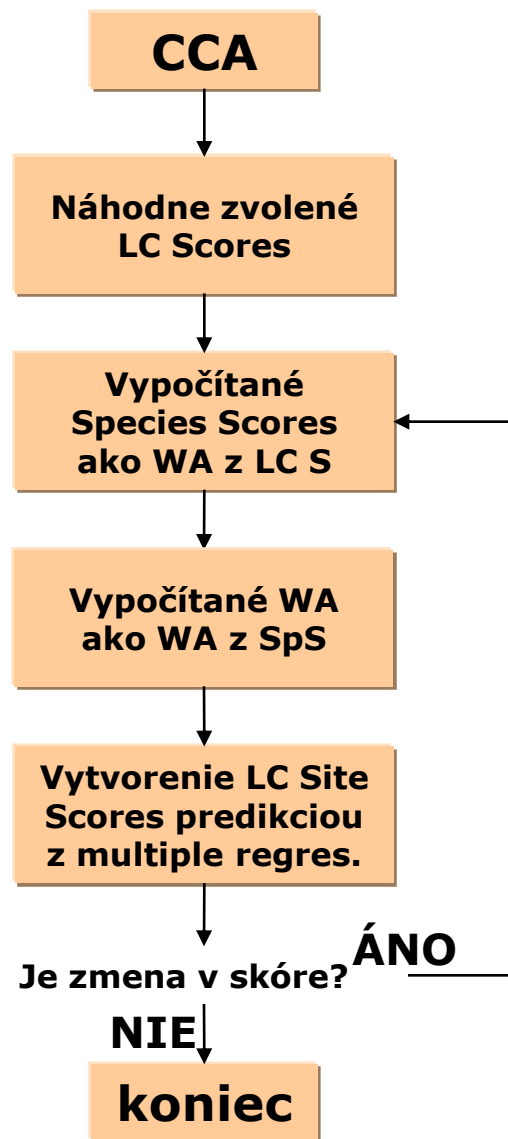 CCA
Náhodne zvolené
LC Scores
Vypočítané
Species Scores
ako WA z LC S
Vypočítané WA
ako WA z SpS
Vytvorenie LC Site
Scores predikciou
z multiple regres.
Je zmena v skóre?
ÁNO
NIE
koniec